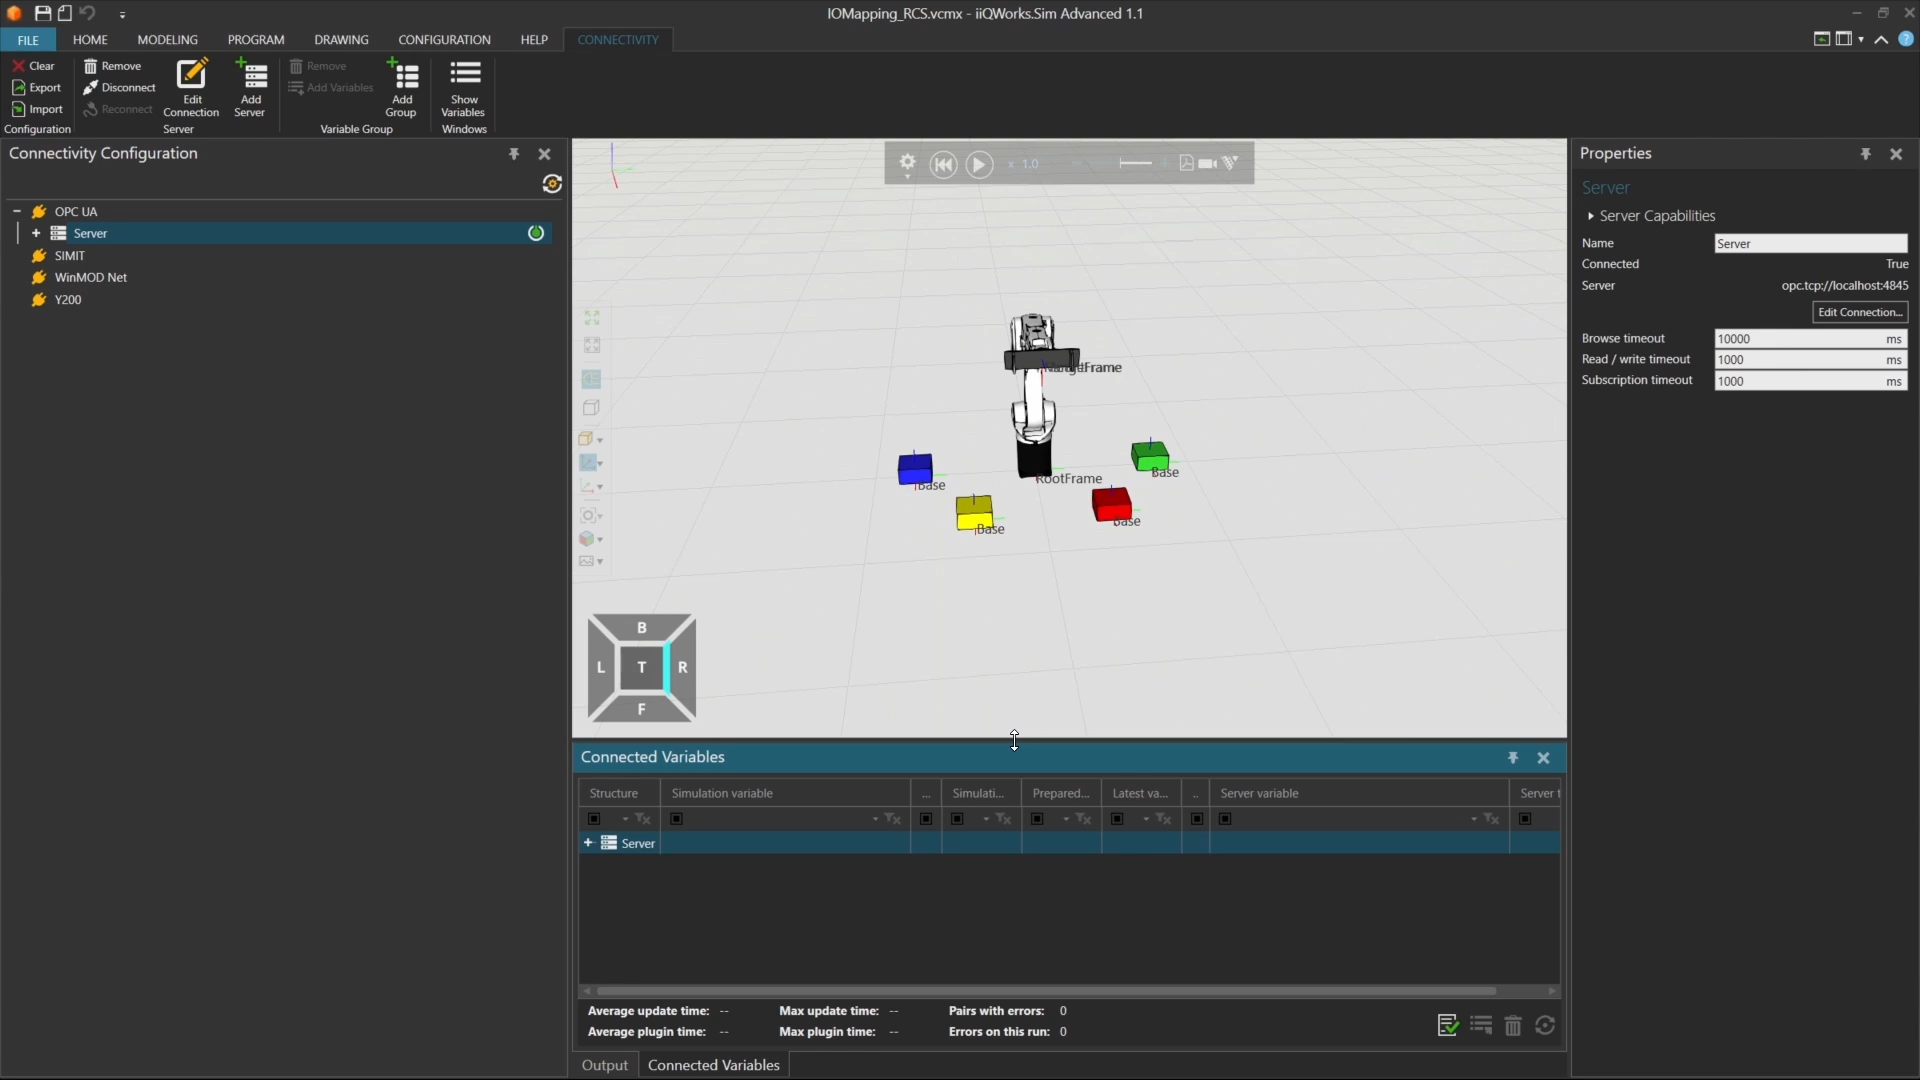 IOMapping_RCS.vcmx - iiQWorks.Sim Advanced 1.1
FILE HOME MODELING PROGRAM DRAWING CONFIGURATION HELP CONNECTIVITY
Clear
Export
Import
Configuration
Remove
Disconnect
Reconnect
Edit
Connection
Add
Server
Server
Remove
Add Variables
Add
Group
Variable Group
Show
Variables
Windows
Connectivity Configuration
OPC UA
Server
SIMIT
WinMOD Net
Y200
x 1.0
RootFrame
Base
Base
Base
Base
B
L T R
F
Connected Variables
Structure Simulation variable ... Simulati... Prepared... Latest va... .. Server variable Server t
Server
Average update time: -- Max update time: -- Pairs with errors: 0
Average plugin time: -- Max plugin time: -- Errors on this run: 0
Output Connected Variables
Properties
Server
Server Capabilities
Name Server
Connected True
Server opc.tcp://localhost:4845
Edit Connection...
Browse timeout 10000 ms
Read / write timeout 1000 ms
Subscription timeout 1000 ms